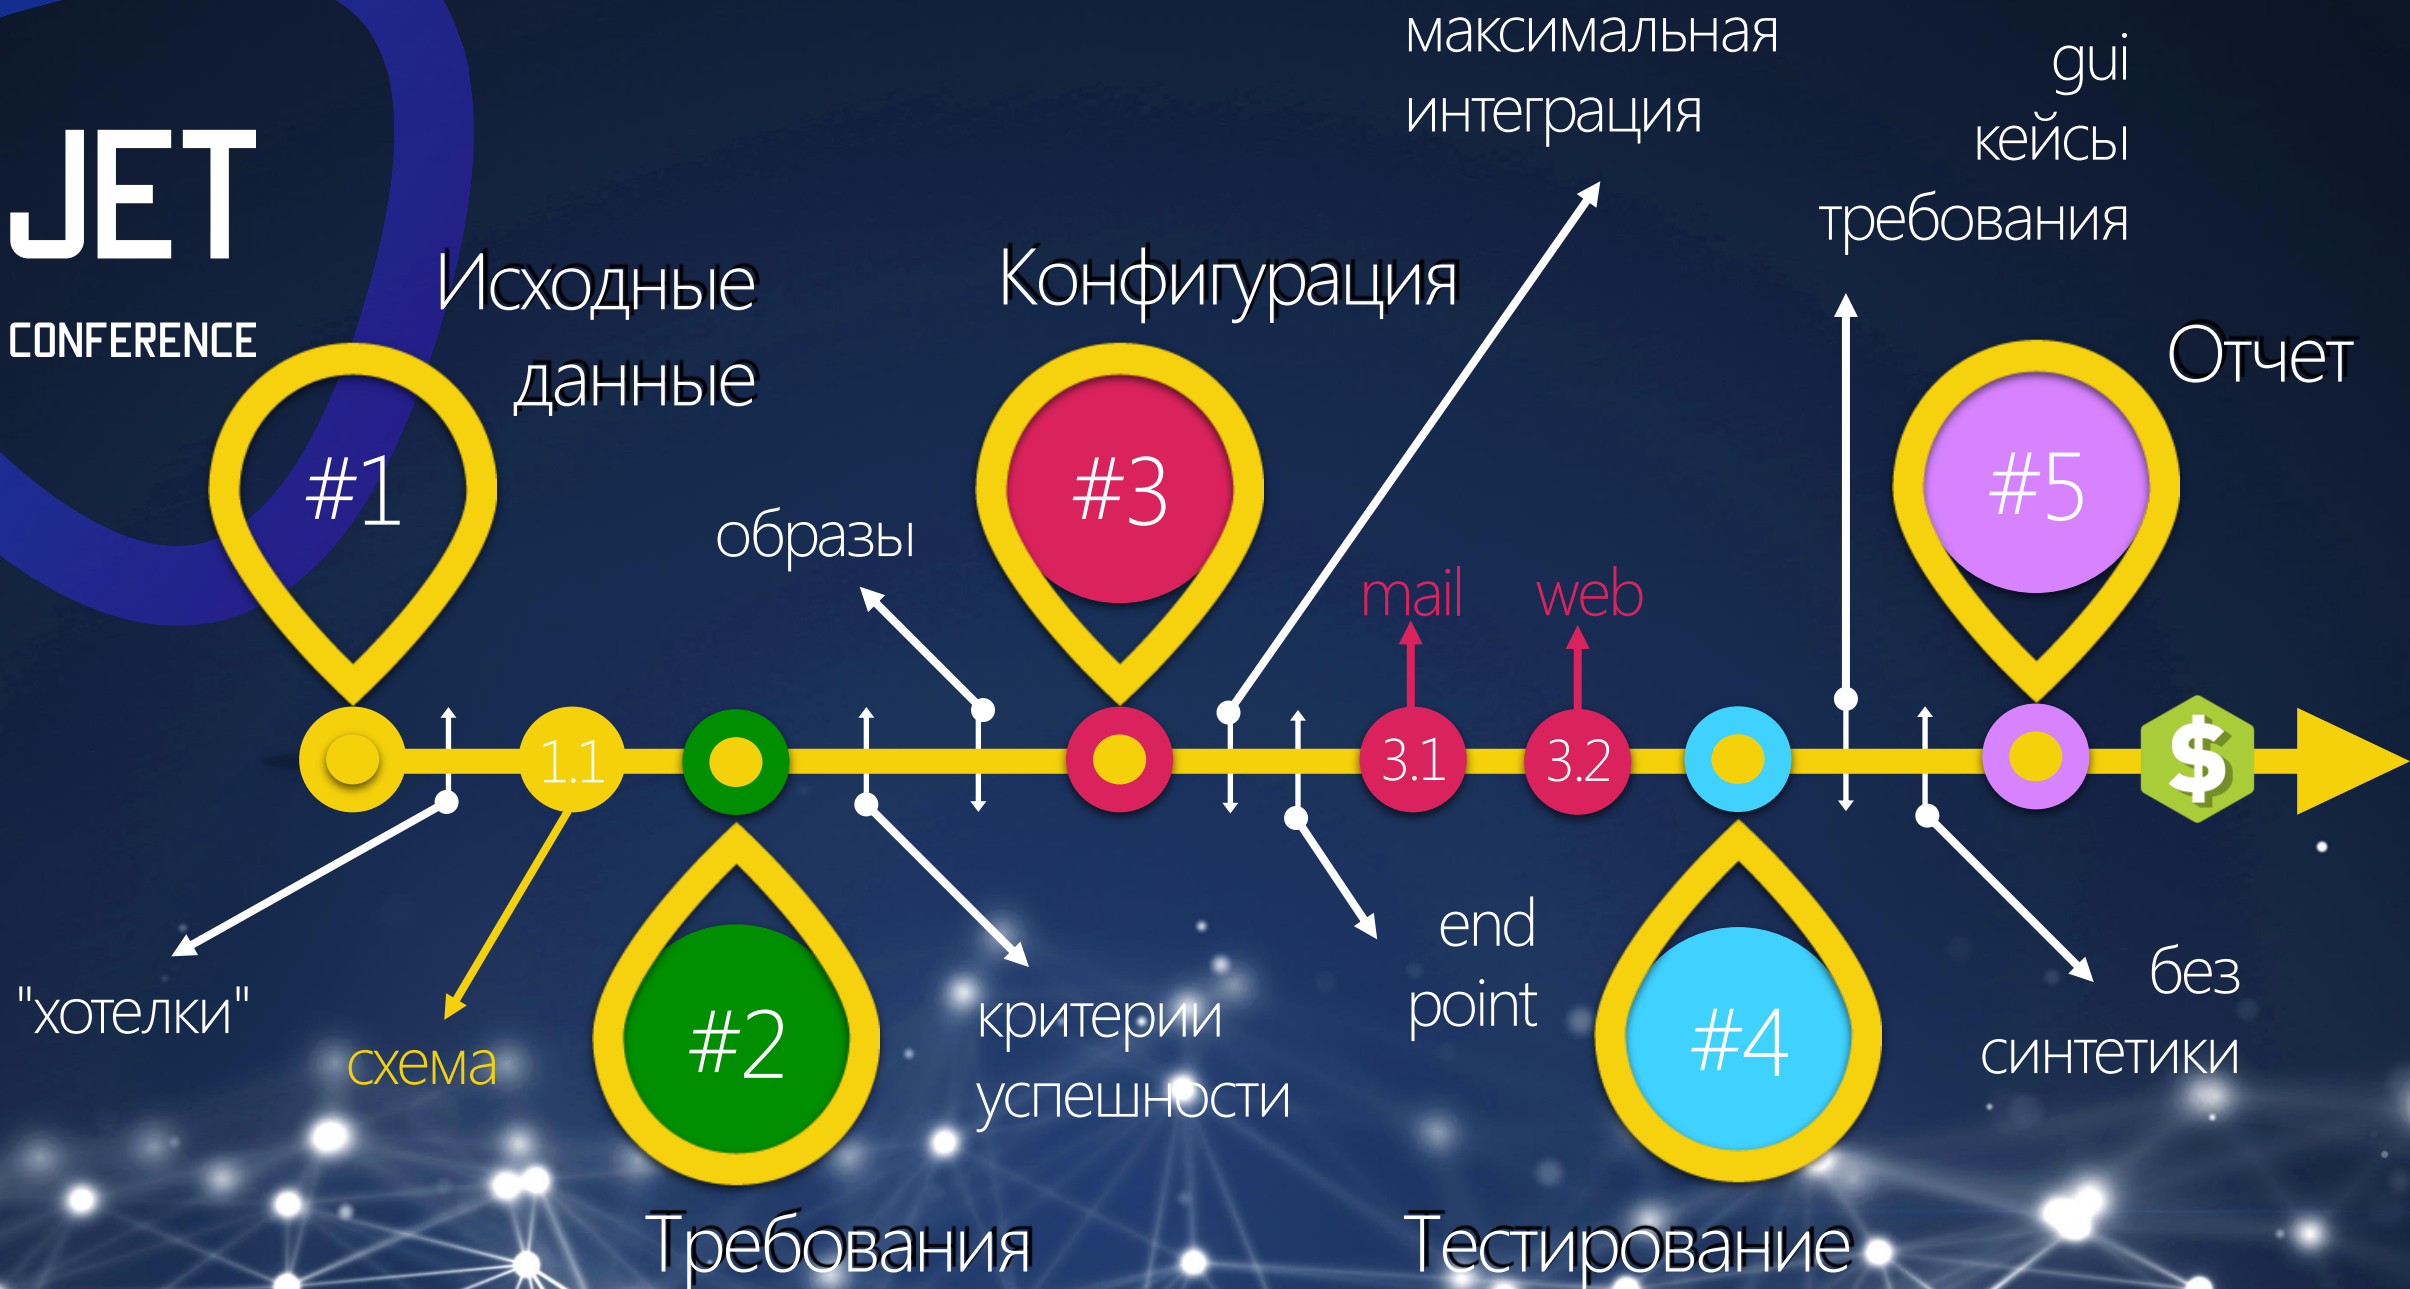 JET
CONFERENCE
максимальная
интеграция
gui
кейсы
требования
Исходные
данные
Конфигурация
Отчет
#1
#3
#5
образы
mail
web
1.1
3.1
3.2
$
"хотелки"
схема
#2
критерии
успешности
end
point
#4
без
синтетики
Требования
Тестирование